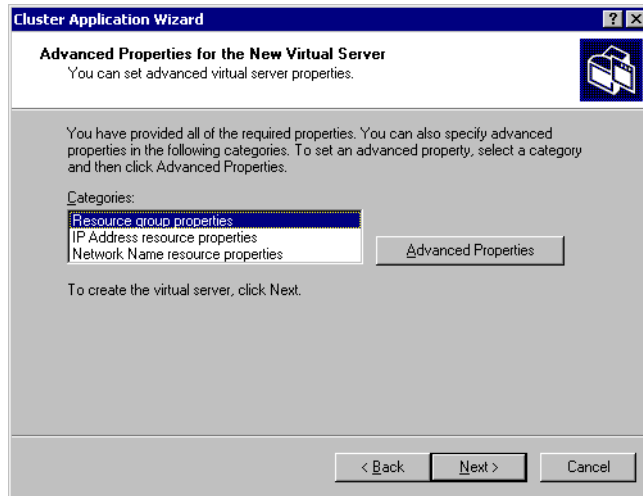 Cluster Application Wizard
Advanced Properties for the New Virtual Server
You can set advanced virtual server properties.
You have provided all of the required properties. You can also specify advanced
properties in the following categories. To set an advanced property, select a category
and then click Advanced Properties.
Categories:
Resource group properties
IP Address resource properties
Network Name resource properties
Advanced Properties
To create the virtual server, click Next.
< Back
Next >
Cancel